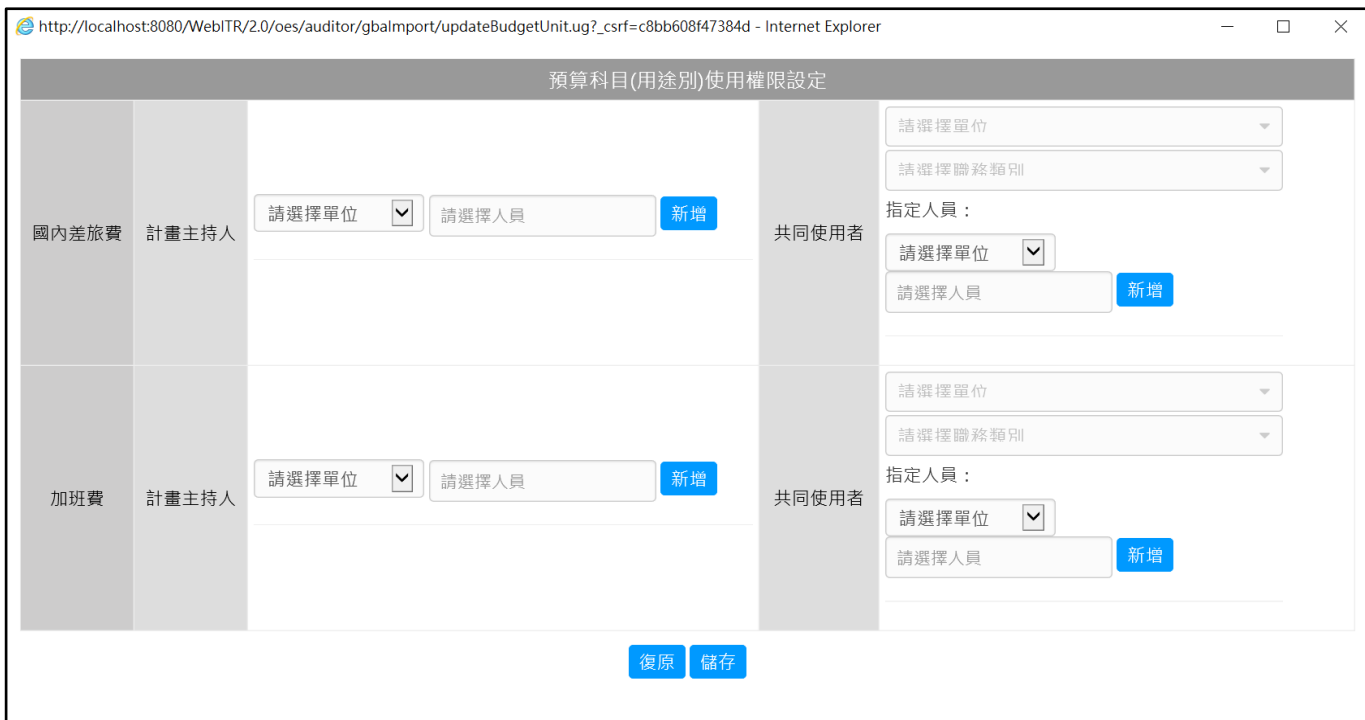 http://localhost:8080/WebITR/2.0/oes/auditor/gbaImport/updateBudgetUnit.ug?_csrf=c8bb608f47384d - Internet Explorer
預算科目(用途別)使用權限設定
國內差旅費
計畫主持人
請選擇單位
請選擇人員
新增
共同使用者
請選擇單位
請選擇職務類別
指定人員：
請選擇單位
請選擇人員
新增
加班費
計畫主持人
請選擇單位
請選擇人員
新增
共同使用者
請選擇單位
請選擇職務類別
指定人員：
請選擇單位
請選擇人員
新增
復原
儲存